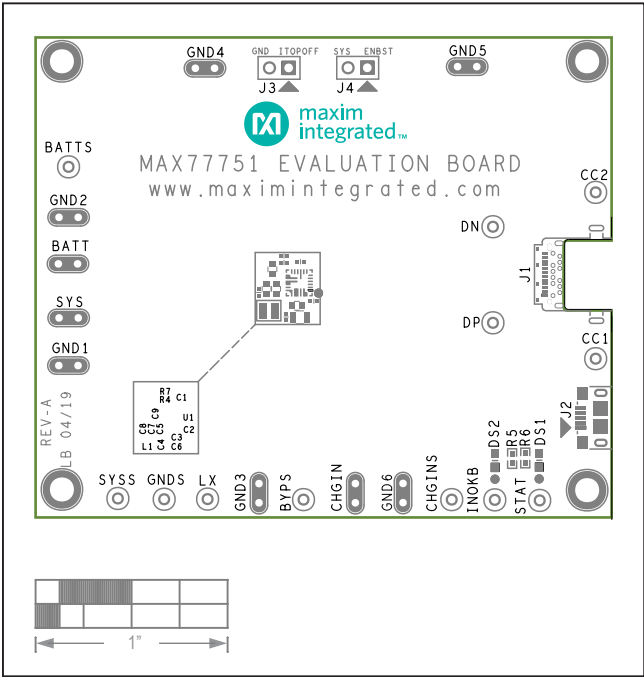 GND4
GND ITOPOFF
J3
SYS ENBST
J4
GND5
maxim
integrated™
BATTS
MAX77751 EVALUATION BOARD
www.maximintegrated.com
CC2
GND2
DN
BATT
J1
SYS
DP
GND1
CC1
R7
R4
C1
C9
U1
C8
C7
C5
C2
C3
L1
C4
C6
REV-A
LB 04/19
J2
DS2
R5
R6
DS1
SYSS
GNDS
LX
GND3
BYPS
CHGIN
GND6
CHGINS
INOKB
STAT
1"